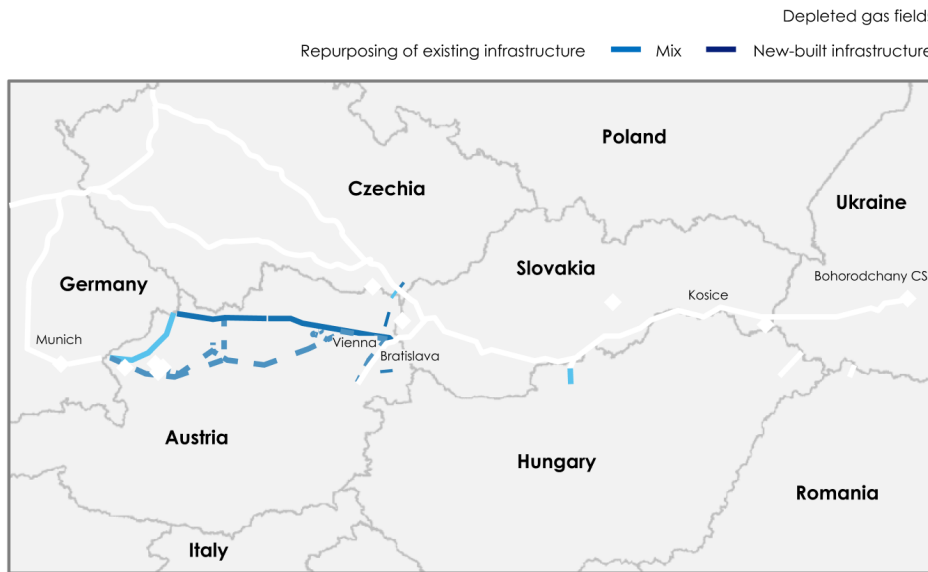 Depleted gas fields
Repurposing of existing infrastructure Mix New-built infrastructure
Poland
Czechia
Ukraine
Slovakia
Germany
Bohorodchany CS
Kosice
Munich
Vienna
Bratislava
Austria
Hungary
Romania
Italy